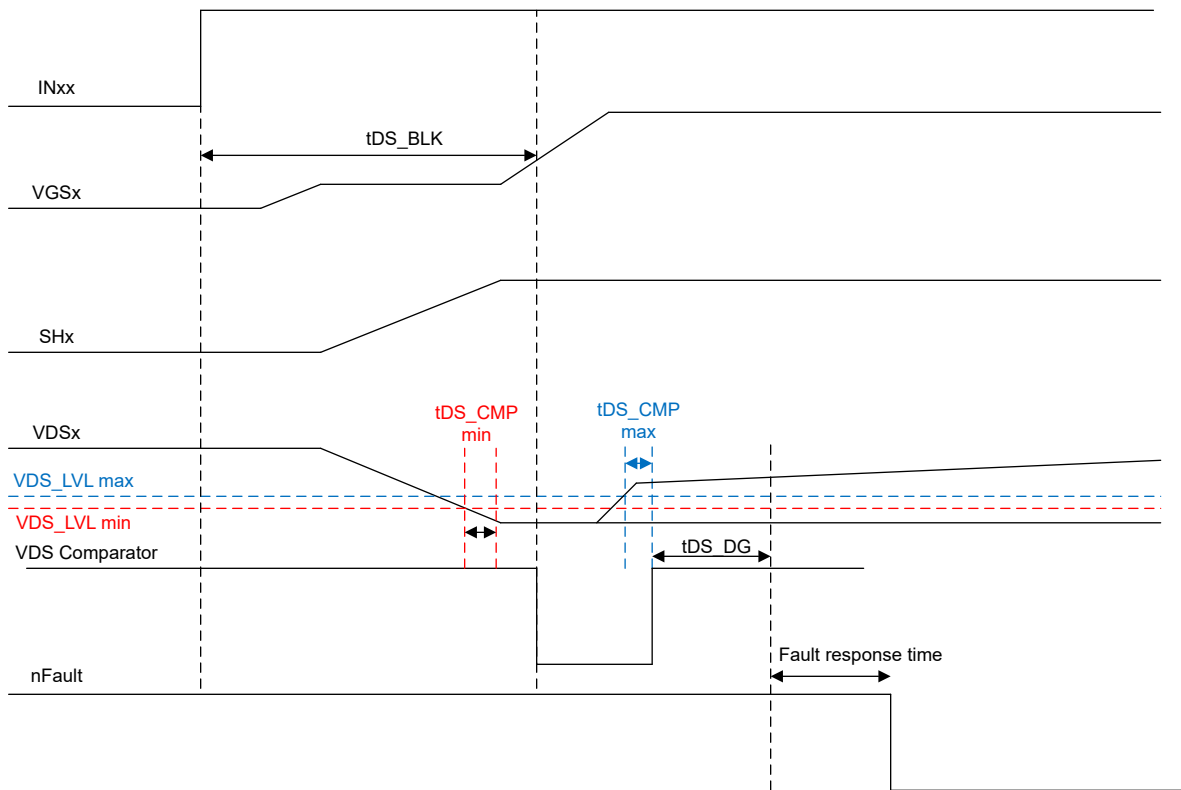 INxx
tDS_BLK
VGSx
SHx
tDS_CMP
min
tDS_CMP
max
VDSx
VDS_LVL max
VDS_LVL min
VDS Comparator
tDS_DG
Fault response time
nFault